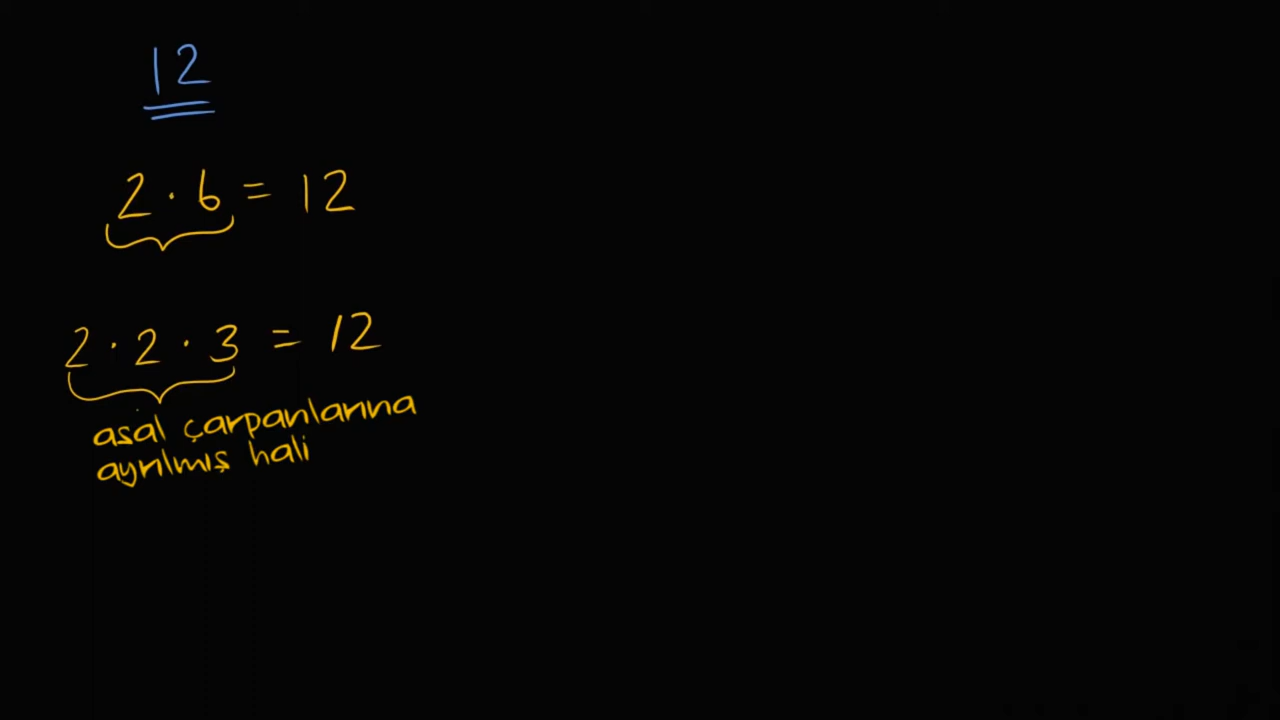 12
2 · 6 = 12
2 · 2 · 3 = 12
asal çarpanlarına
ayrılmış hali